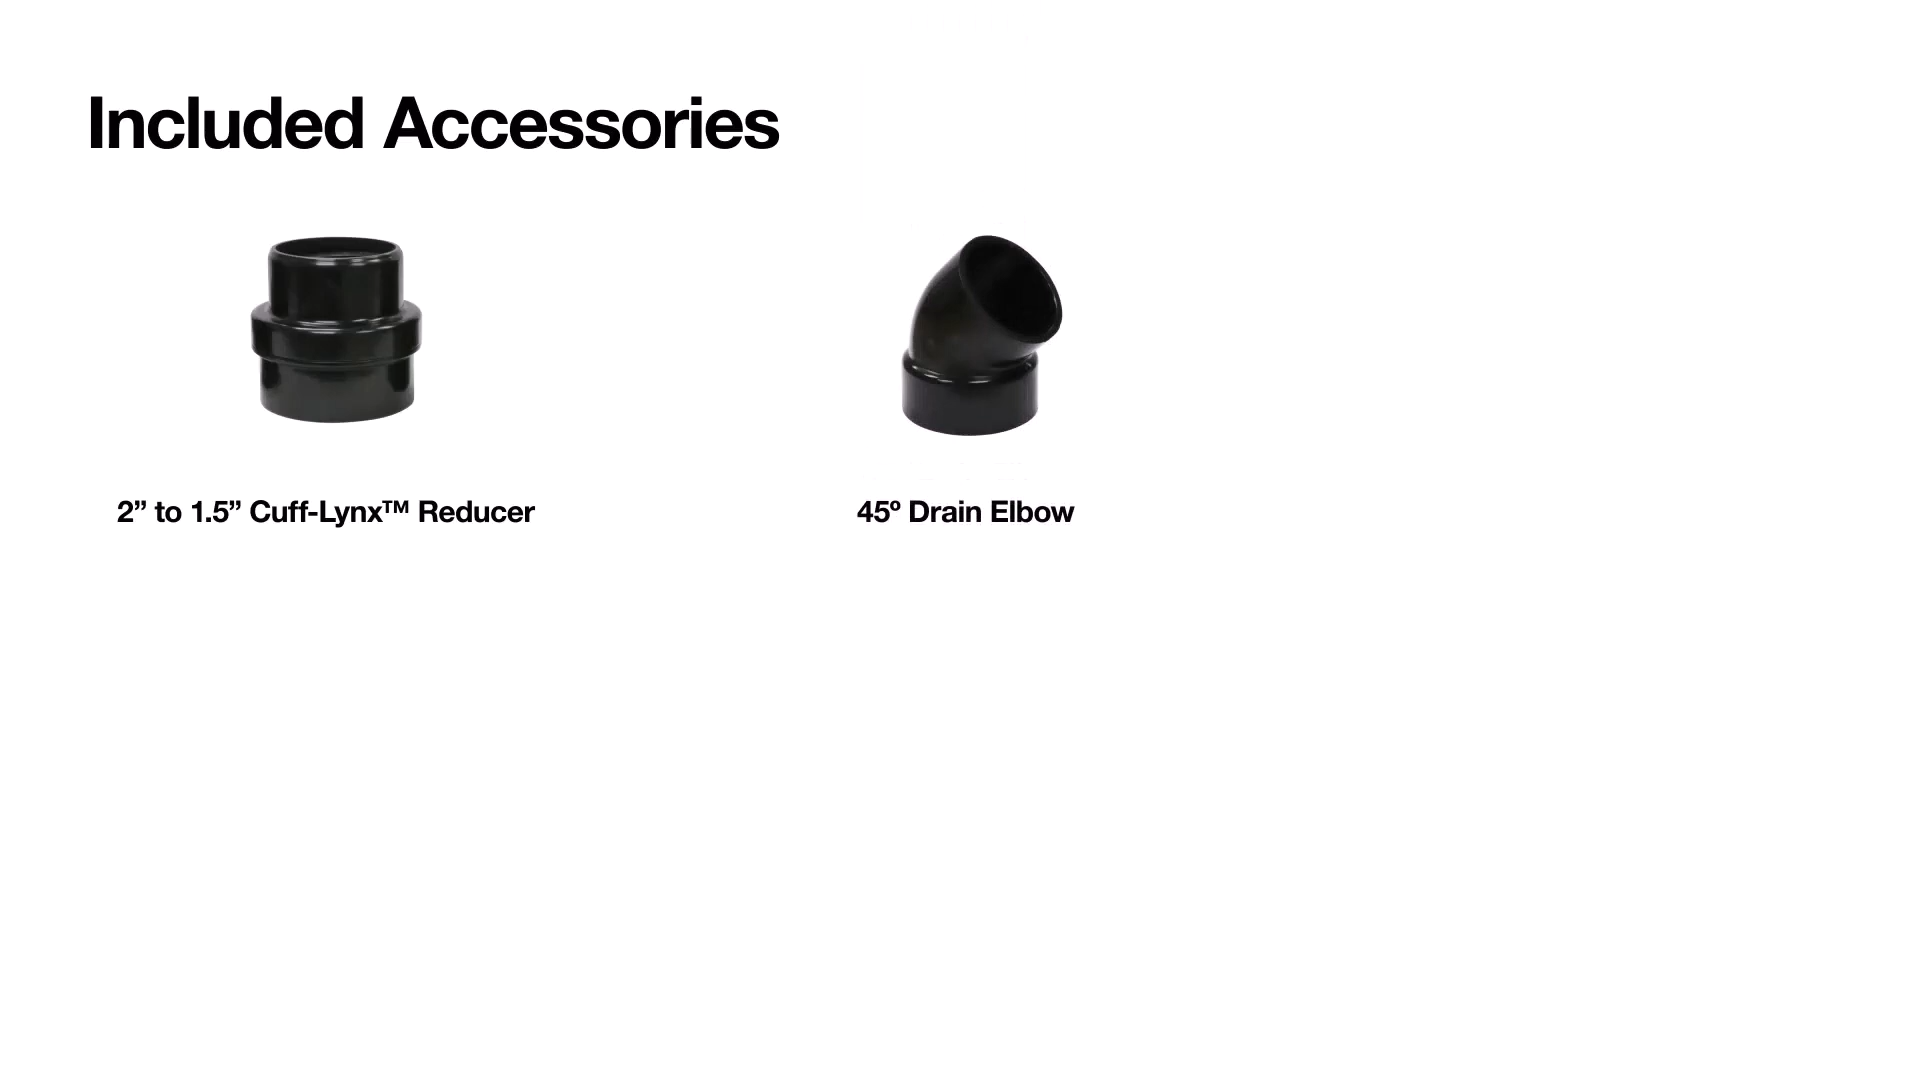 Included Accessories
2” to 1.5” Cuff-Lynx™ Reducer
45º Drain Elbow